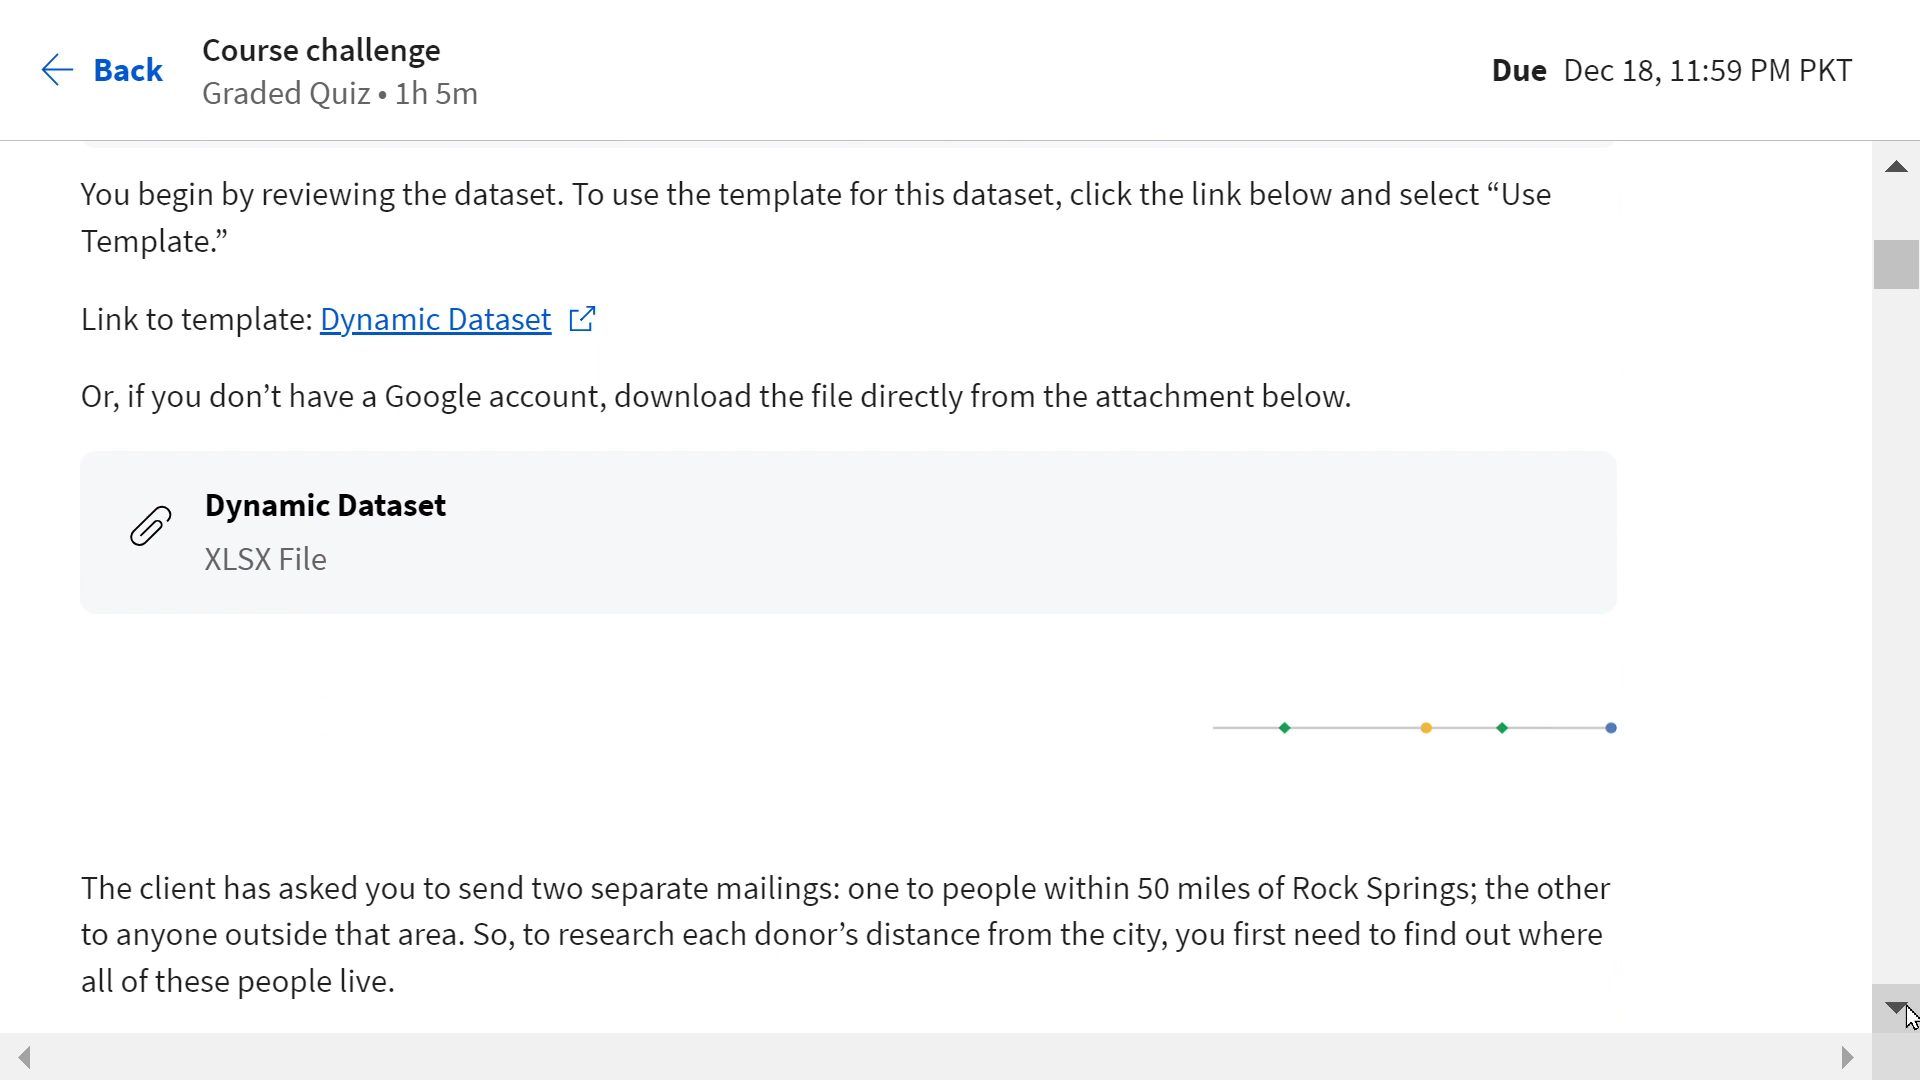 Back
Course challenge
Graded Quiz • 1h 5m
Due Dec 18, 11:59 PM PKT
You begin by reviewing the dataset. To use the template for this dataset, click the link below and select “Use
Template.”
Link to template: Dynamic Dataset
Or, if you don’t have a Google account, download the file directly from the attachment below.
Dynamic Dataset
XLSX File
The client has asked you to send two separate mailings: one to people within 50 miles of Rock Springs; the other
to anyone outside that area. So, to research each donor’s distance from the city, you first need to find out where
all of these people live.